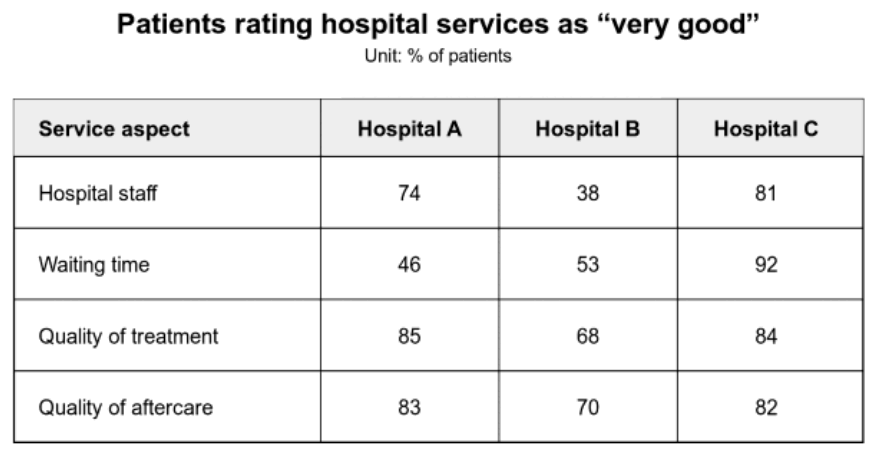 Patients rating hospital services as “very good”
Unit: % of patients
Service aspect Hospital A Hospital B Hospital C
Hospital staff 74 38 81
Waiting time 46 53 92
Quality of treatment 85 68 84
Quality of aftercare 83 70 82